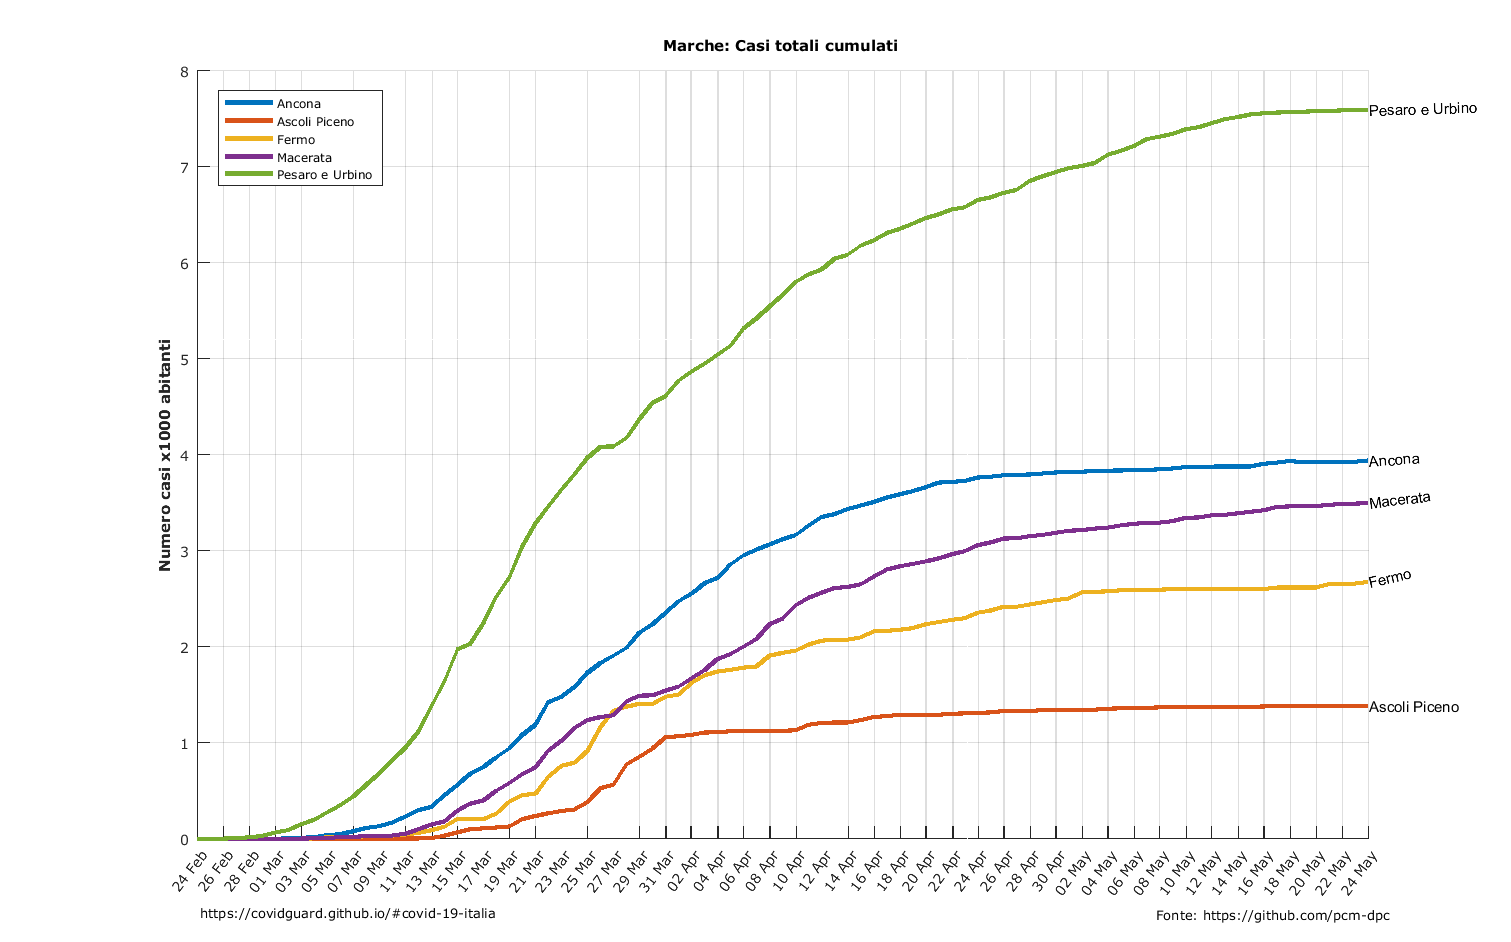 Marche: Casi totali cumulati
Numero casi x1000 abitanti
8
7
6
5
4
3
2
1
0
Ancona
Ascoli Piceno
Fermo
Macerata
Pesaro e Urbino
Pesaro e Urbino
Ancona
Macerata
Fermo
Ascoli Piceno
24 Feb
26 Feb
28 Feb
01 Mar
03 Mar
05 Mar
07 Mar
09 Mar
11 Mar
13 Mar
15 Mar
17 Mar
19 Mar
21 Mar
23 Mar
25 Mar
27 Mar
29 Mar
31 Mar
02 Apr
04 Apr
06 Apr
08 Apr
10 Apr
12 Apr
14 Apr
16 Apr
18 Apr
20 Apr
22 Apr
24 Apr
26 Apr
28 Apr
30 Apr
02 May
04 May
06 May
08 May
10 May
12 May
14 May
16 May
18 May
20 May
22 May
24 May
https://covidguard.github.io/#covid-19-italia
Fonte: https://github.com/pcm-dpc